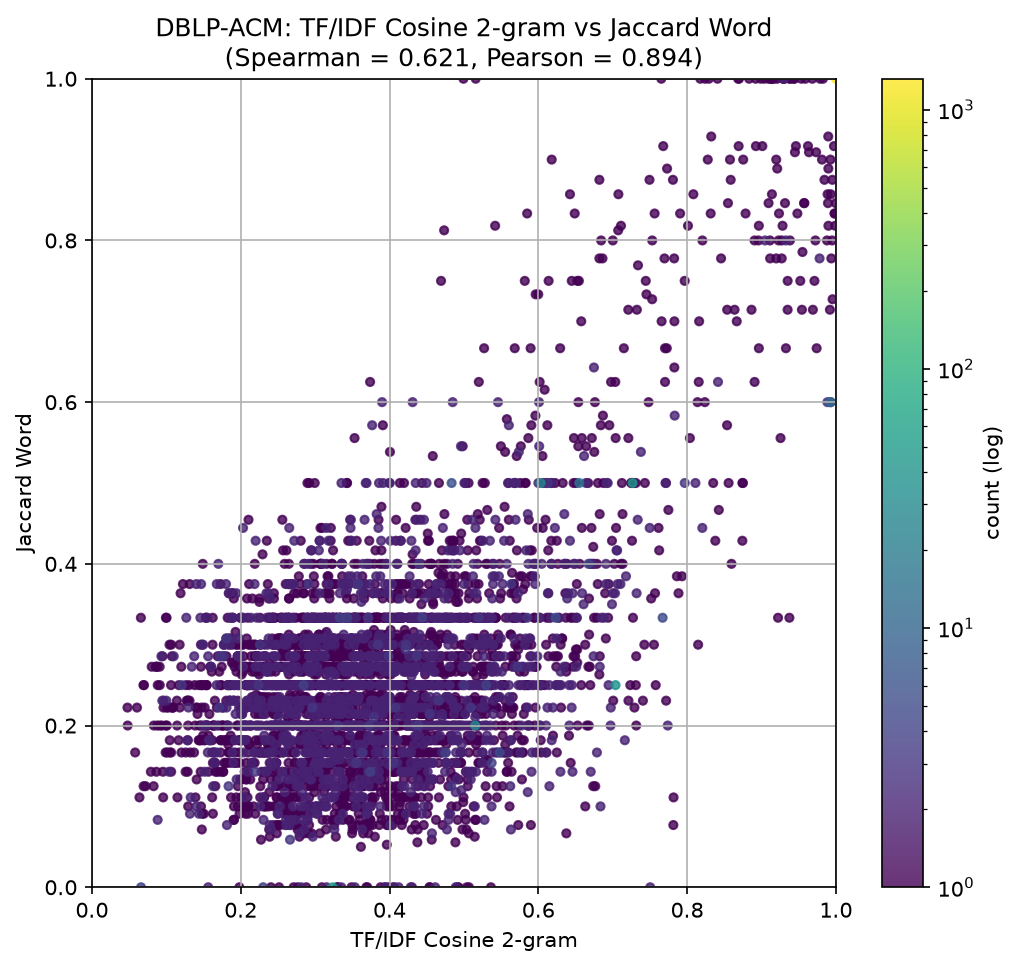 DBLP-ACM: TF/IDF Cosine 2-gram vs Jaccard Word
(Spearman = 0.621, Pearson = 0.894)
1.0
0.8
0.6
0.4
0.2
0.0
Jaccard Word
0.0 0.2 0.4 0.6 0.8 1.0
TF/IDF Cosine 2-gram
10³
10²
10¹
10⁰
count (log)